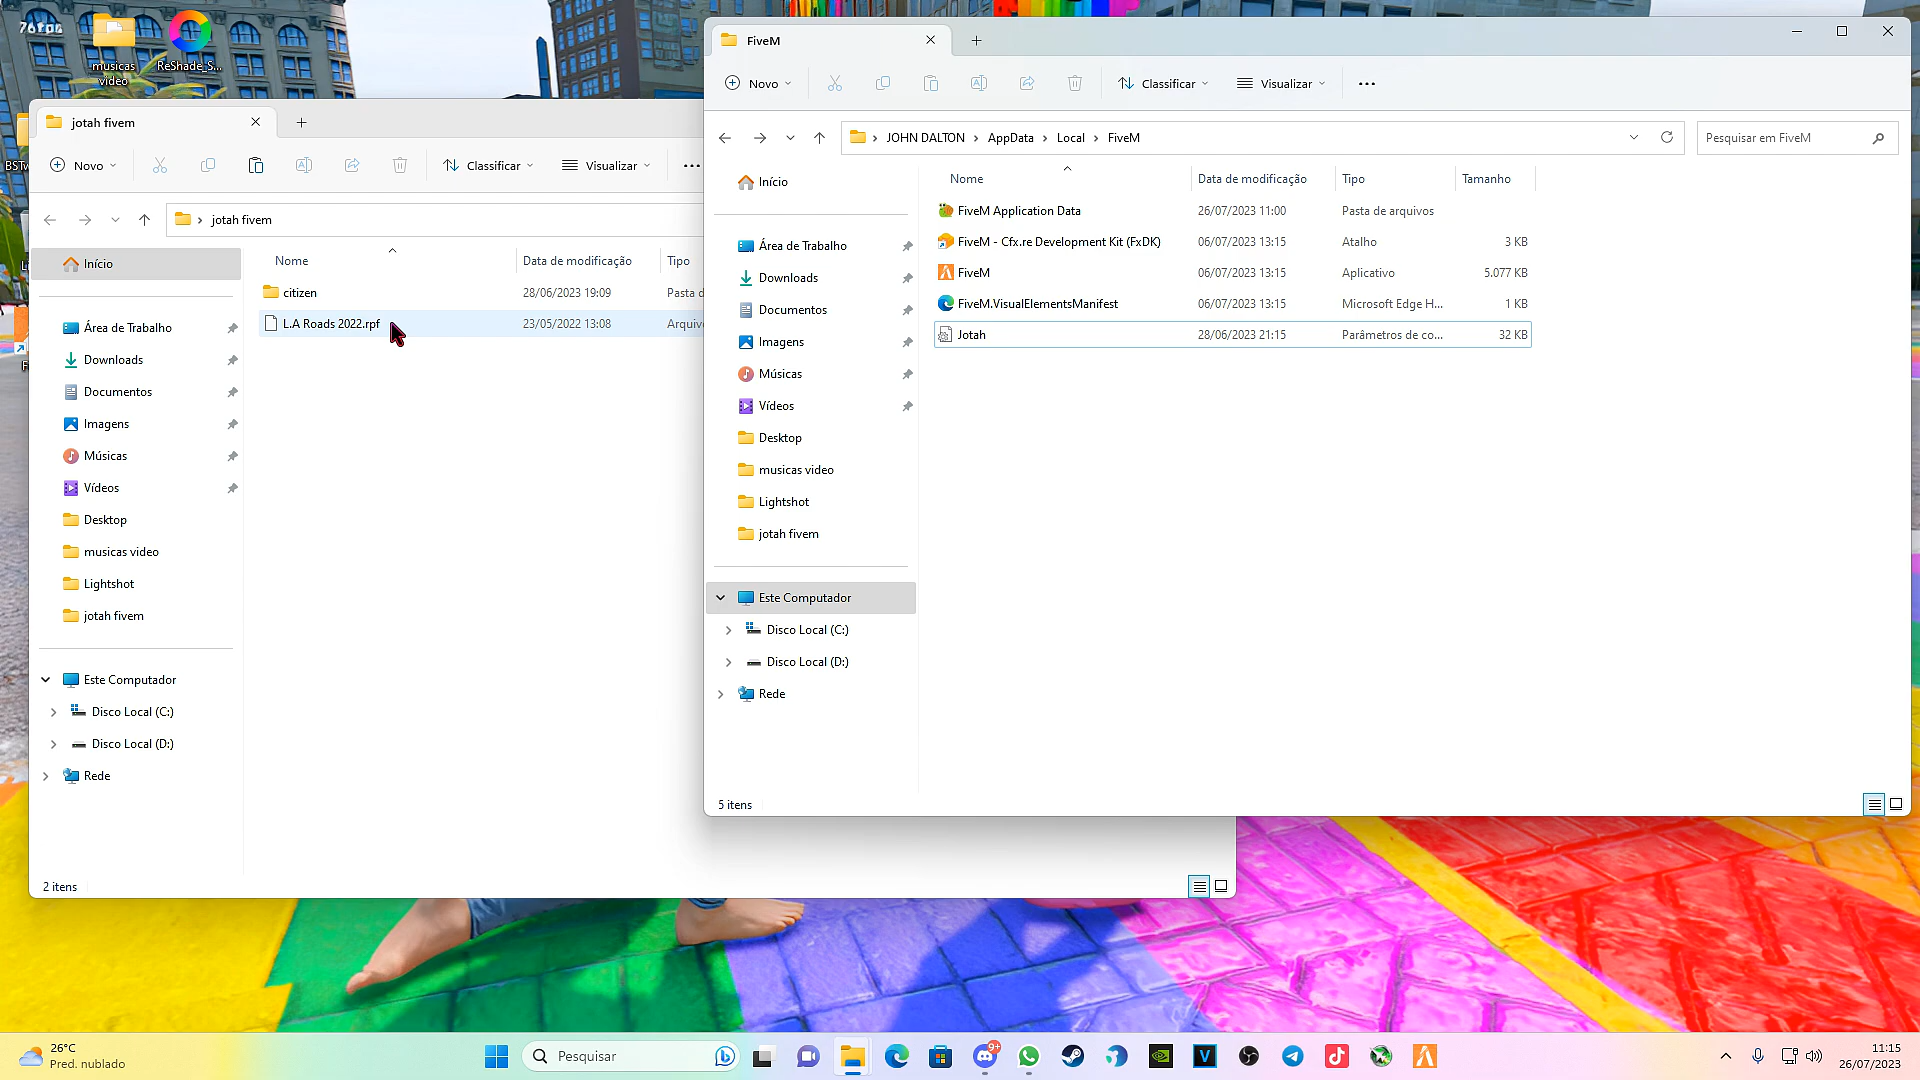 musicas
video
ReShade_S...
BSTw
jotah fivem
Novo
Classificar
Visualizar
jotah fivem
Início
Área de Trabalho
Downloads
Documentos
Imagens
Músicas
Vídeos
Desktop
musicas video
Lightshot
jotah fivem
Este Computador
Disco Local (C:)
Disco Local (D:)
Rede
Nome
Data de modificação
Tipo
citizen
28/06/2023 19:09
Pasta d
L.A Roads 2022.rpf
23/05/2022 13:08
Arquiv
2 itens
FiveM
Novo
Classificar
Visualizar
JOHN DALTON
AppData
Local
FiveM
Pesquisar em FiveM
Início
Área de Trabalho
Downloads
Documentos
Imagens
Músicas
Vídeos
Desktop
musicas video
Lightshot
jotah fivem
Este Computador
Disco Local (C:)
Disco Local (D:)
Rede
Nome
Data de modificação
Tipo
Tamanho
FiveM Application Data
26/07/2023 11:00
Pasta de arquivos
FiveM - Cfx.re Development Kit (FxDK)
06/07/2023 13:15
Atalho
3 KB
FiveM
06/07/2023 13:15
Aplicativo
5.077 KB
FiveM.VisualElementsManifest
06/07/2023 13:15
Microsoft Edge H...
1 KB
Jotah
28/06/2023 21:15
Parâmetros de co...
32 KB
5 itens
26°C
Pred. nublado
Pesquisar
9+
11:15
26/07/2023